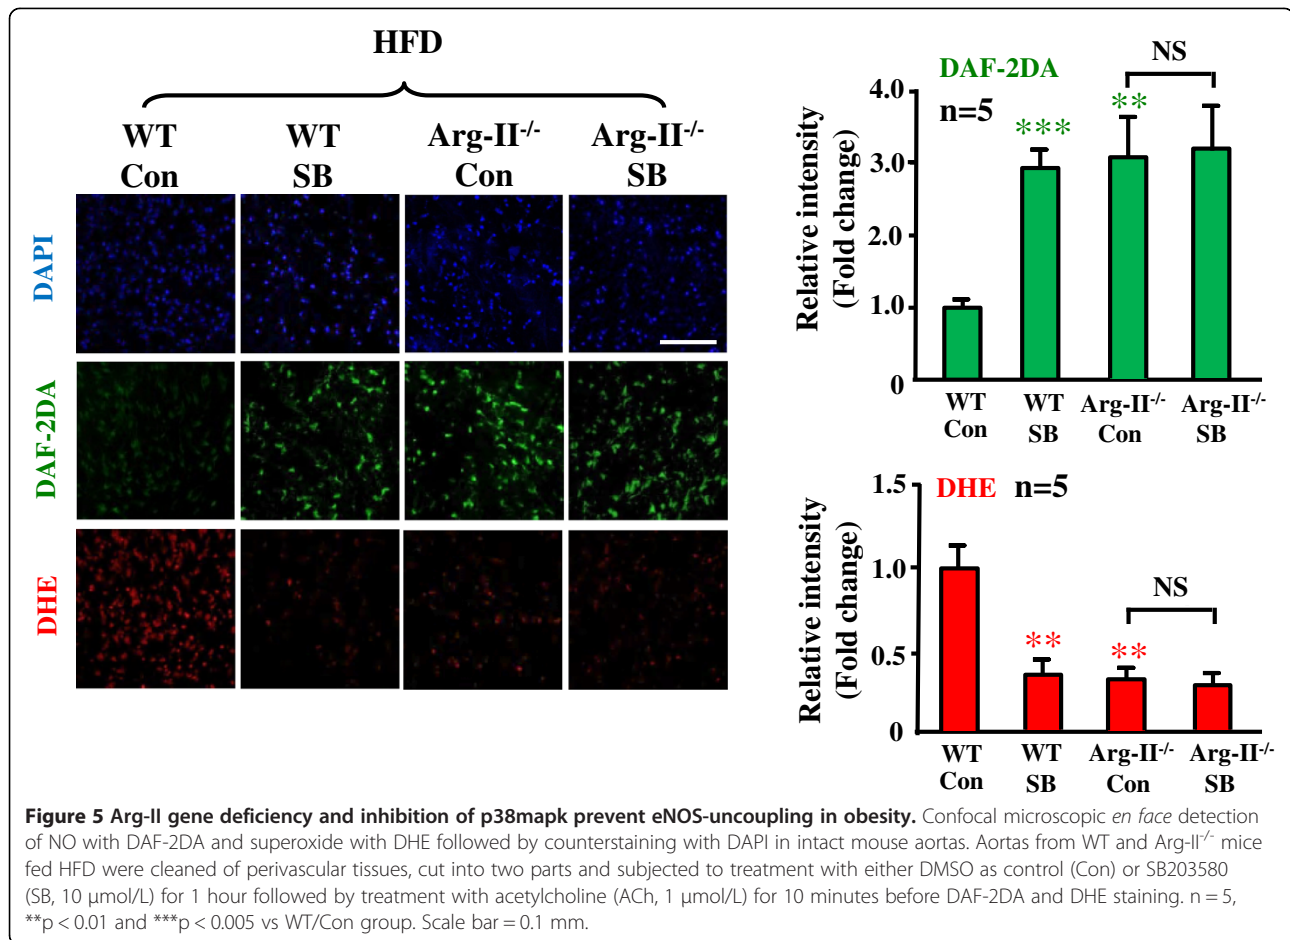 HFD
WT
Con
WT
SB
Arg-II-/-
Con
Arg-II-/-
SB
DAPI
DAF-2DA
DHE
DAF-2DA
n=5
NS
***
**
Relative intensity
(Fold change)
4.0
3.0
2.0
1.0
0
WT
Con
WT
SB
Arg-II-/-
Con
Arg-II-/-
SB
DHE n=5
NS
**
**
Relative intensity
(Fold change)
1.5
1.0
0.5
0
WT
Con
WT
SB
Arg-II-/-
Con
Arg-II-/-
SB
Figure 5 Arg-II gene deficiency and inhibition of p38mapk prevent eNOS-uncoupling in obesity. Confocal microscopic en face detection
of NO with DAF-2DA and superoxide with DHE followed by counterstaining with DAPI in intact mouse aortas. Aortas from WT and Arg-II-/- mice
fed HFD were cleaned of perivascular tissues, cut into two parts and subjected to treatment with either DMSO as control (Con) or SB203580
(SB, 10 μmol/L) for 1 hour followed by treatment with acetylcholine (ACh, 1 μmol/L) for 10 minutes before DAF-2DA and DHE staining. n = 5,
**p < 0.01 and ***p < 0.005 vs WT/Con group. Scale bar = 0.1 mm.